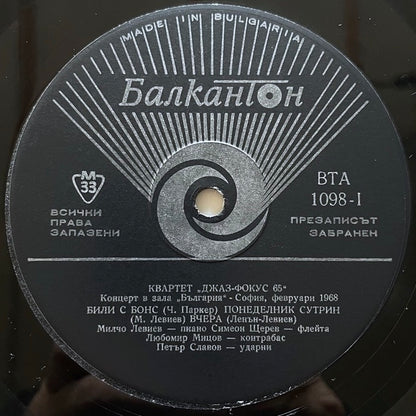 MADE IN BULGARIA
Балкантон
М
33
ВСИЧКИ
ПРАВА
ЗАПАЗЕНИ
ВТА
1098-I
ПРЕЗАПИСЪТ
ЗАБРАНЕН
КВАРТЕТ „ДЖАЗ-ФОКУС 65“
Концерт в зала „България“ - София, февруари 1968
БИЛИ С БОНС (Ч. Паркер) ПОНЕДЕЛНИК СУТРИН
(М. Левиев) ВЧЕРА (Ленън-Левиев)
Милчо Левиев — пиано Симеон Щерев — флейта
Любомир Мицов — контрабас
Петър Славов — ударни